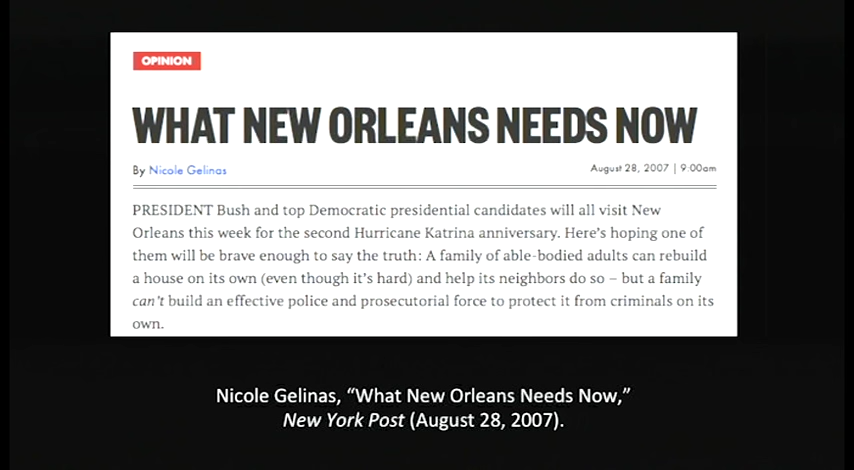 OPINION
WHAT NEW ORLEANS NEEDS NOW
By Nicole Gelinas
August 28, 2007 | 9:00am
PRESIDENT Bush and top Democratic presidential candidates will all visit New
Orleans this week for the second Hurricane Katrina anniversary. Here's hoping one of
them will be brave enough to say the truth: A family of able-bodied adults can rebuild
a house on its own (even though it's hard) and help its neighbors do so – but a family
can't build an effective police and prosecutorial force to protect it from criminals on its
own.
Nicole Gelinas, “What New Orleans Needs Now,”
New York Post (August 28, 2007).